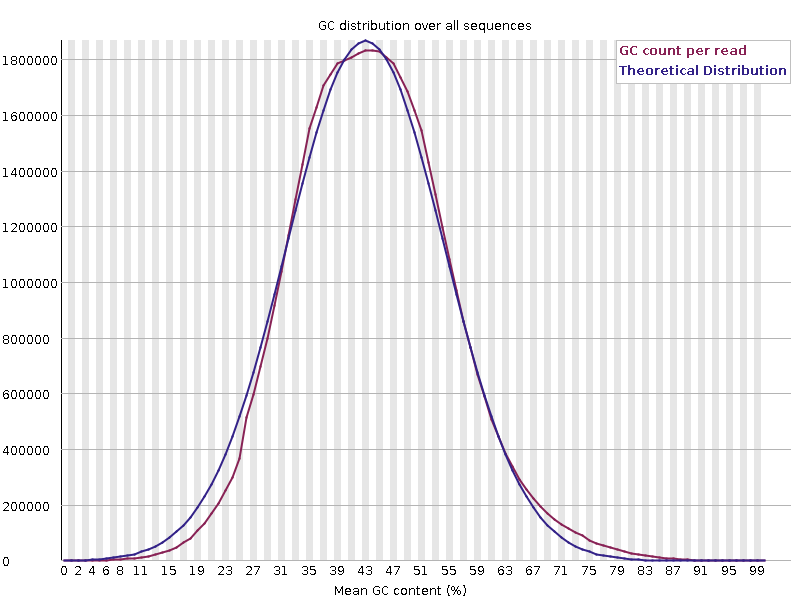 GC distribution over all sequences
GC count per read
Theoretical Distribution
1800000
1600000
1400000
1200000
1000000
800000
600000
400000
200000
0
0 2 4 6 8 11 15 19 23 27 31 35 39 43 47 51 55 59 63 67 71 75 79 83 87 91 95 99
Mean GC content (%)